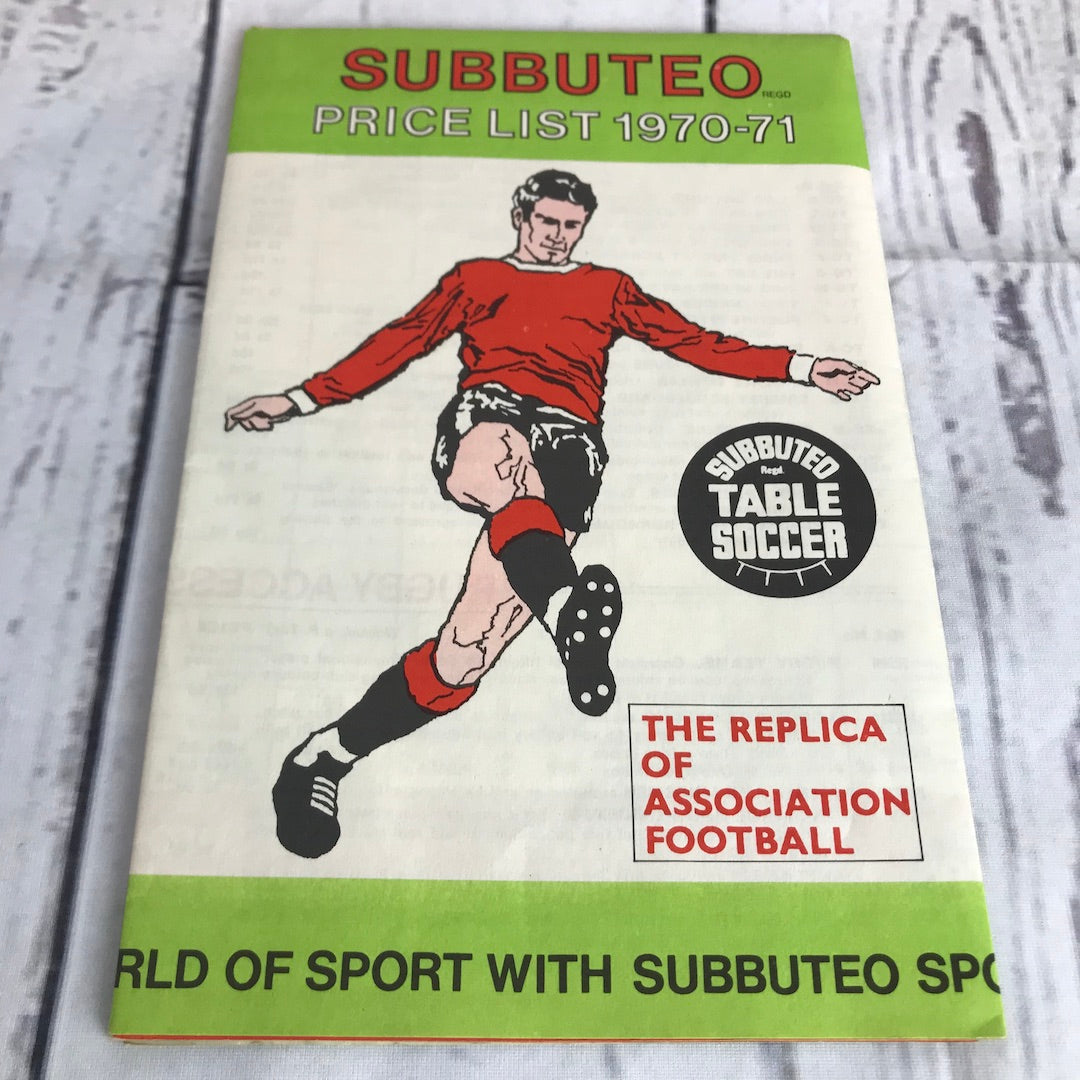 SUBBUTEO
REGD
PRICE LIST 1970-71
SUBBUTEO
Regd.
TABLE
SOCCER
THE REPLICA
OF
ASSOCIATION
FOOTBALL
RLD OF SPORT WITH SUBBUTEO SPO